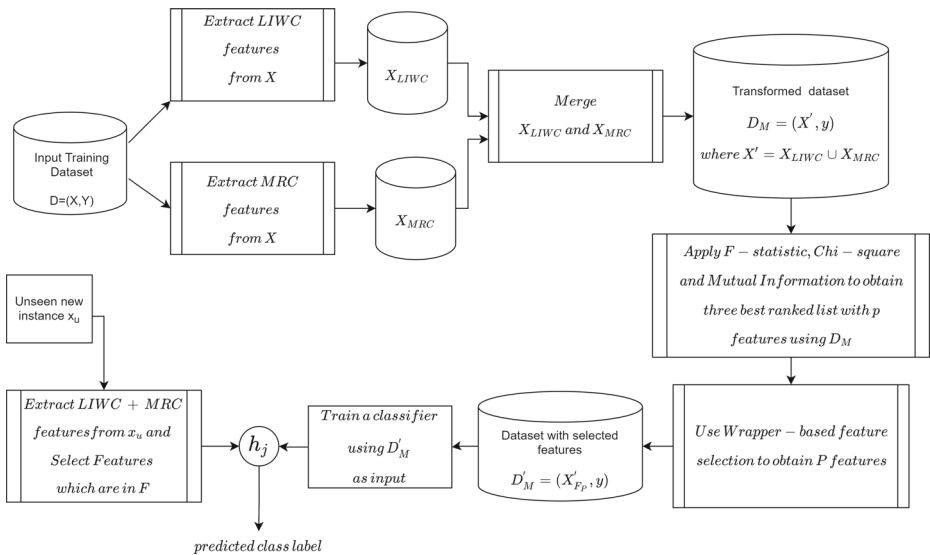 Extract LIWC
features
from X
X_LIWC
Merge
X_LIWC and X_MRC
Transformed dataset
D_M = (X', y)
where X' = X_LIWC ∪ X_MRC
Input Training
Dataset
D=(X,Y)
Extract MRC
features
from X
X_MRC
Apply F - statistic, Chi - square
and Mutual Information to obtain
three best ranked list with p
features using D_M
Unseen new
instance x_u
Extract LIWC + MRC
features from x_u and
Select Features
which are in F
h_j
Train a classifier
using D'_M
as input
Dataset with selected
features
D'_M = (X'_{F_P}, y)
Use Wrapper - based feature
selection to obtain P features
predicted class label